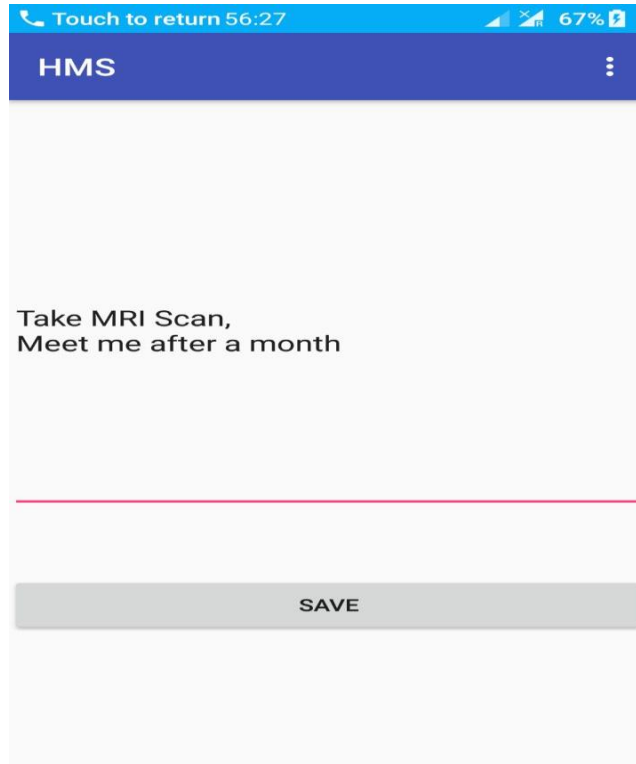 Touch to return 56:27 67%
HMS
Take MRI Scan,
Meet me after a month
SAVE